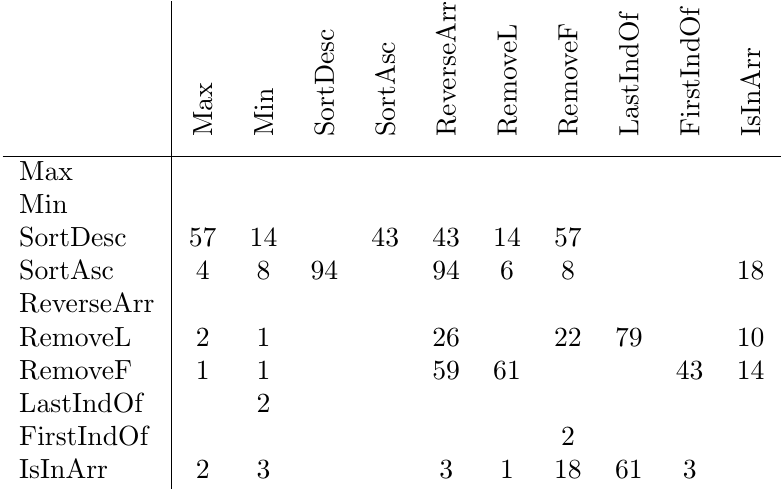 Max Min SortDesc SortAsc ReverseArr RemoveL RemoveF LastIndOf FirstIndOf IsInArr
Max
Min
SortDesc 57 14 43 43 14 57
SortAsc 4 8 94 94 6 8 18
ReverseArr
RemoveL 2 1 26 22 79 10
RemoveF 1 1 59 61 43 14
LastIndOf 2
FirstIndOf 2
IsInArr 2 3 3 1 18 61 3